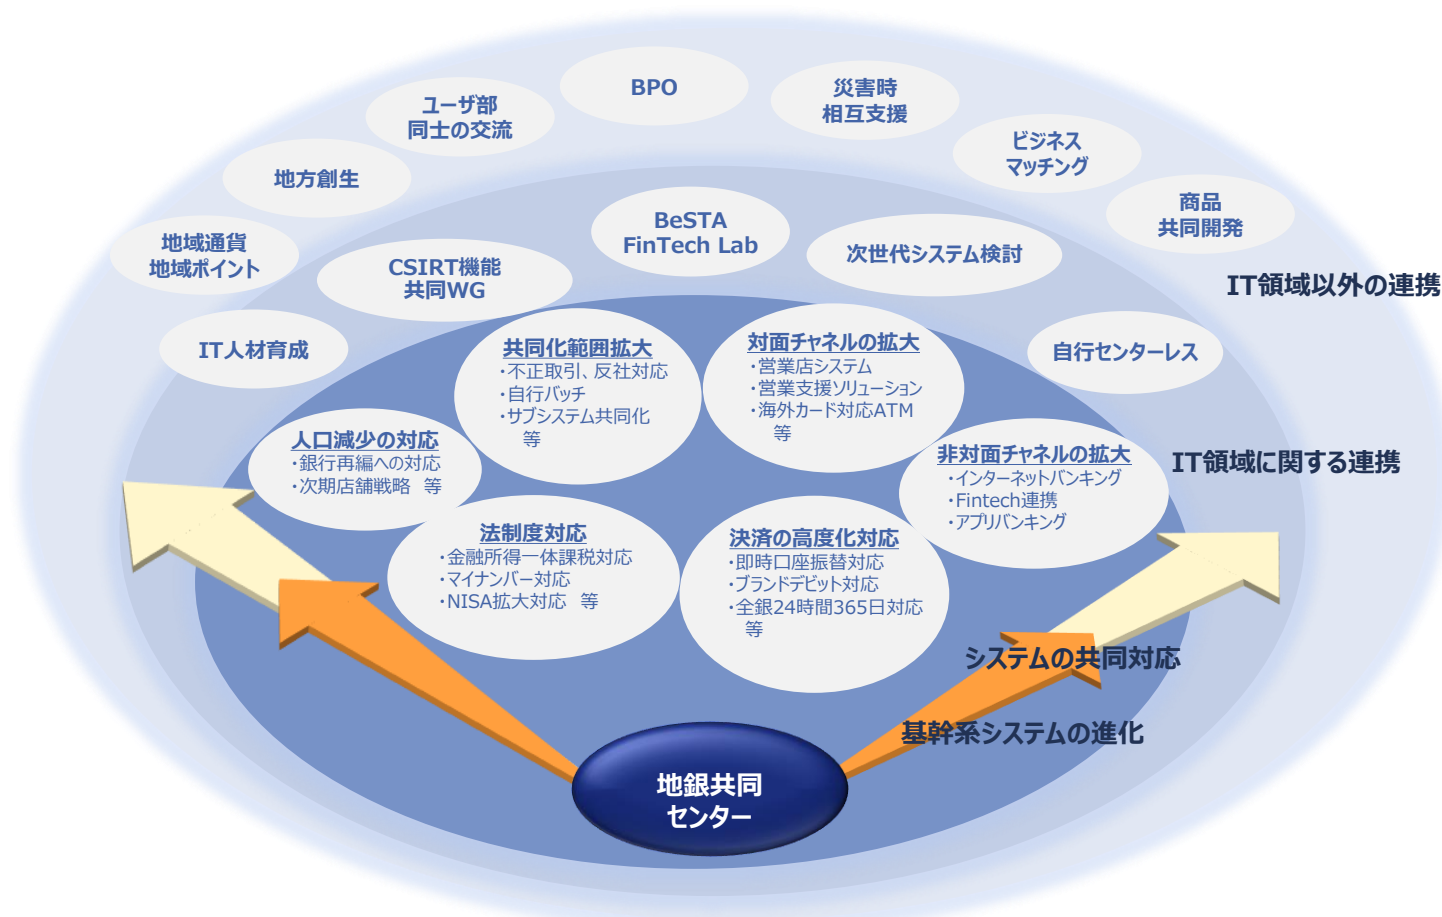 BPO
災害時
相互支援
ユーザ部
同士の交流
ビジネス
マッチング
地方創生
商品
共同開発
地域通貨
地域ポイント
IT領域以外の連携
BeSTA
FinTech Lab
CSIRT機能
共同WG
次世代システム検討
IT人材育成
自行センターレス
IT領域に関する連携
共同化範囲拡大
・不正取引、反社対応
・自行バッチ
・サブシステム共同化
等
対面チャネルの拡大
・営業店システム
・営業支援ソリューション
・海外カード対応ATM
等
人口減少の対応
・銀行再編への対応
・次期店舗戦略　等
非対面チャネルの拡大
・インターネットバンキング
・Fintech連携
・アプリバンキング
法制度対応
・金融所得一体課税対応
・マイナンバー対応
・NISA拡大対応　等
決済の高度化対応
・即時口座振替対応
・ブランドデビット対応
・全銀24時間365日対応
等
システムの共同対応
基幹系システムの進化
地銀共同
センター